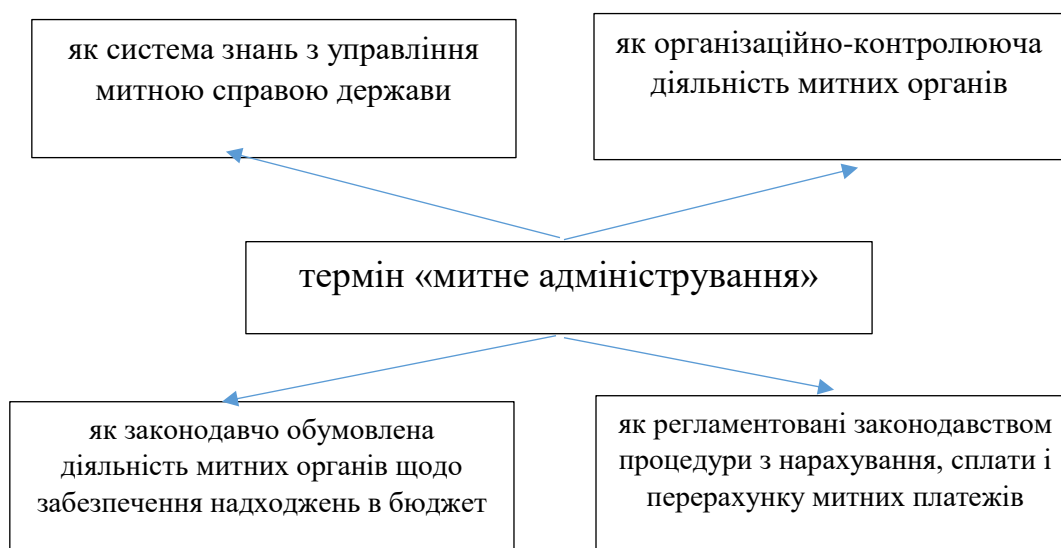 як система знань з управління
митною справою держави
як організаційно-контролююча
діяльність митних органів
термін «митне адміністрування»
як законодавчо обумовлена
діяльність митних органів щодо
забезпечення надходжень в бюджет
як регламентовані законодавством
процедури з нарахування, сплати і
перерахунку митних платежів